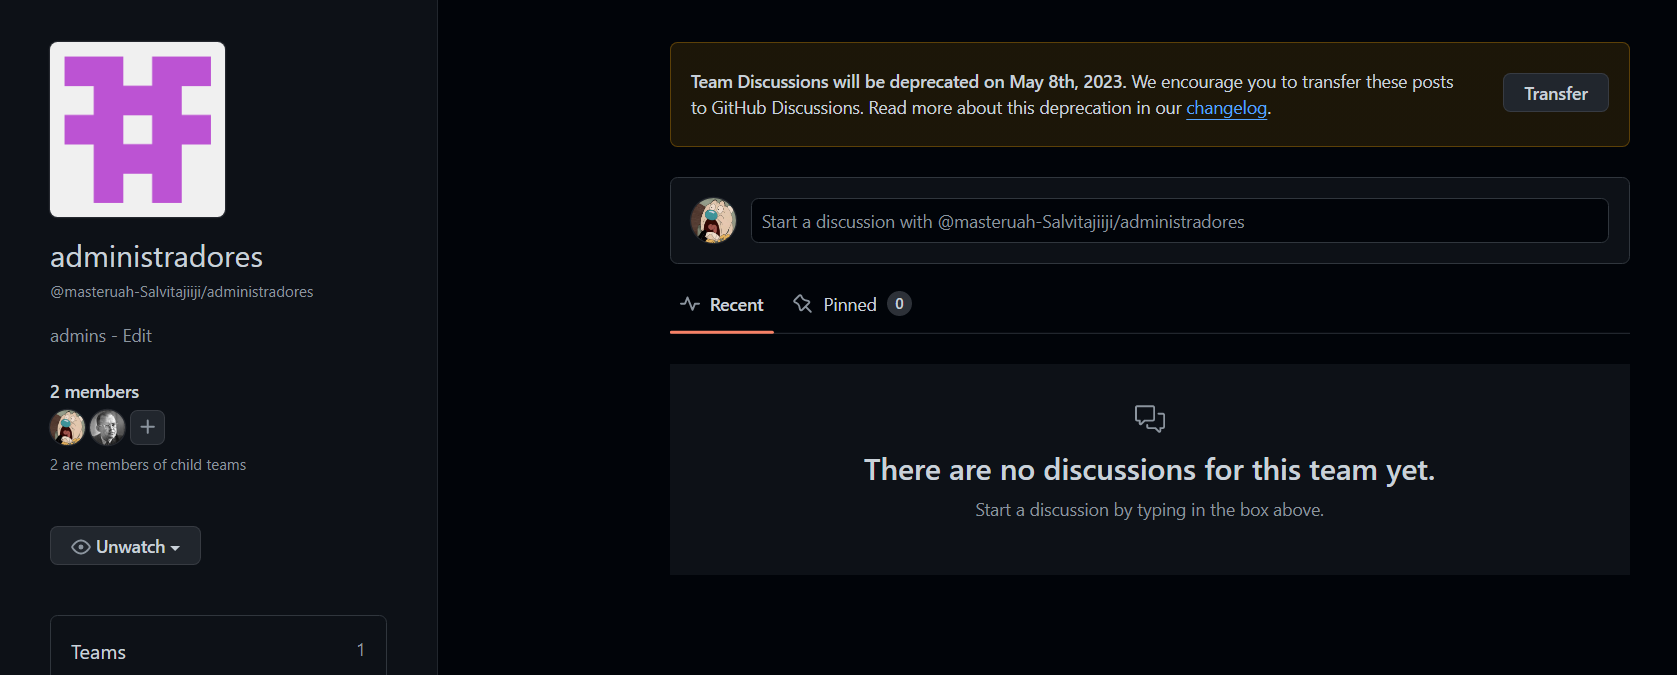 administradores
@masteruah-Salvitajiiji/administradores
admins - Edit
2 members
2 are members of child teams
Unwatch
Teams 1
Team Discussions will be deprecated on May 8th, 2023. We encourage you to transfer these posts
to GitHub Discussions. Read more about this deprecation in our changelog.
Transfer
Start a discussion with @masteruah-Salvitajiiji/administradores
Recent Pinned 0
There are no discussions for this team yet.
Start a discussion by typing in the box above.